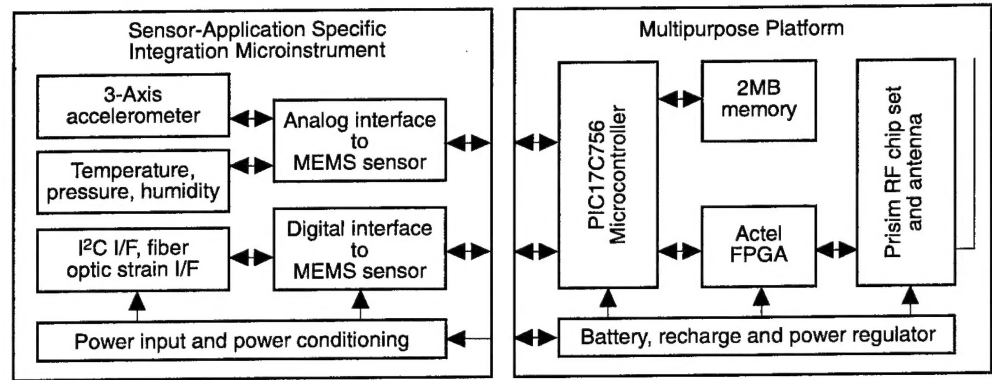 Sensor-Application Specific
Integration Microinstrument
3-Axis
accelerometer
Analog interface
to
MEMS sensor
Temperature,
pressure, humidity
I²C I/F, fiber
optic strain I/F
Digital interface
to
MEMS sensor
Power input and power conditioning
Multipurpose Platform
PIC17C756
Microcontroller
2MB
memory
Actel
FPGA
Prisim RF chip set
and antenna
Battery, recharge and power regulator